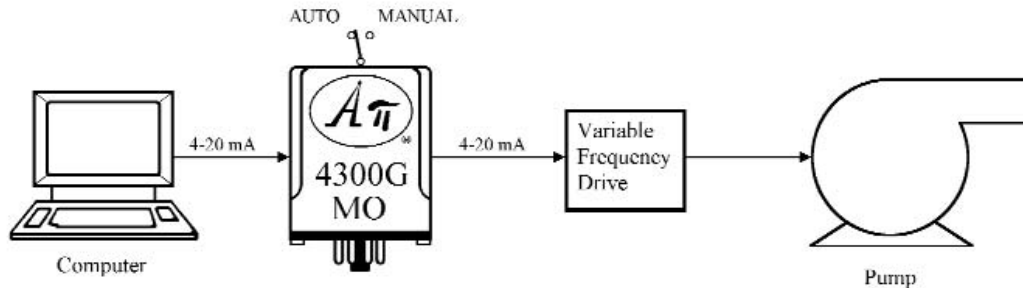 AUTO MANUAL
4-20 mA
Aπ
®
4300G
MO
4-20 mA
Variable
Frequency
Drive
Computer
Pump